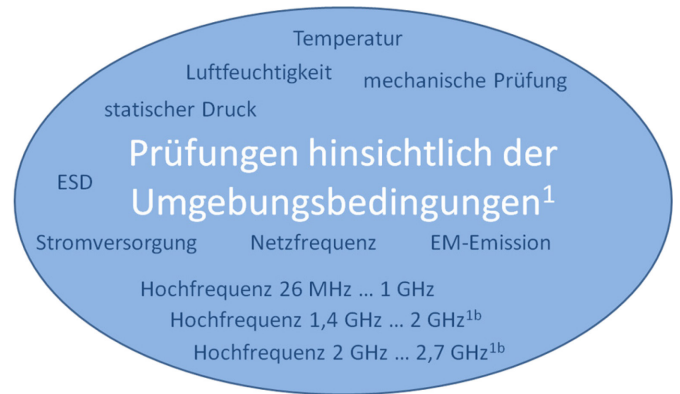 Temperatur
Luftfeuchtigkeit
mechanische Prüfung
statischer Druck
Prüfungen hinsichtlich der
Umgebungsbedingungen¹
ESD
Stromversorgung
Netzfrequenz
EM-Emission
Hochfrequenz 26 MHz ... 1 GHz
Hochfrequenz 1,4 GHz ... 2 GHz¹ᵇ
Hochfrequenz 2 GHz ... 2,7 GHz¹ᵇ